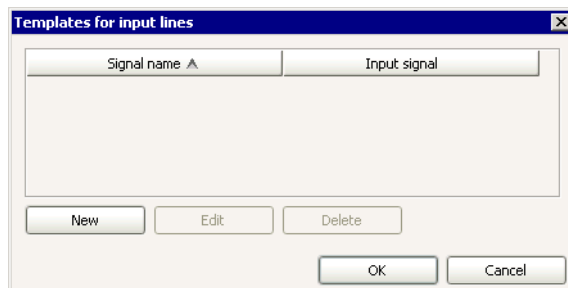 Templates for input lines
Signal name Input signal
New Edit Delete
OK Cancel